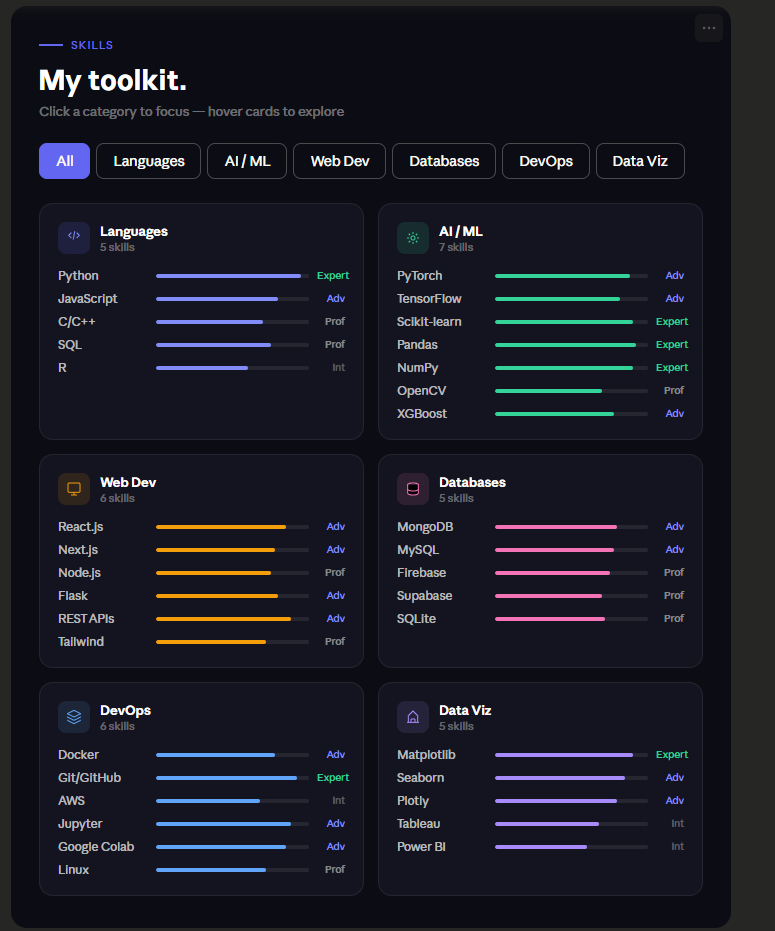 SKILLS
My toolkit.
Click a category to focus — hover cards to explore
All Languages AI / ML Web Dev Databases DevOps Data Viz
Languages
5 skills
Python Expert
JavaScript Adv
C/C++ Prof
SQL Prof
R Int
AI / ML
7 skills
PyTorch Adv
TensorFlow Adv
Scikit-learn Expert
Pandas Expert
NumPy Expert
OpenCV Prof
XGBoost Adv
Web Dev
6 skills
React.js Adv
Next.js Adv
Node.js Prof
Flask Adv
REST APIs Adv
Tailwind Prof
Databases
5 skills
MongoDB Adv
MySQL Adv
Firebase Prof
Supabase Prof
SQLite Prof
DevOps
6 skills
Docker Adv
Git/GitHub Expert
AWS Int
Jupyter Adv
Google Colab Adv
Linux Prof
Data Viz
5 skills
Matplotlib Expert
Seaborn Adv
Plotly Adv
Tableau Int
Power BI Int